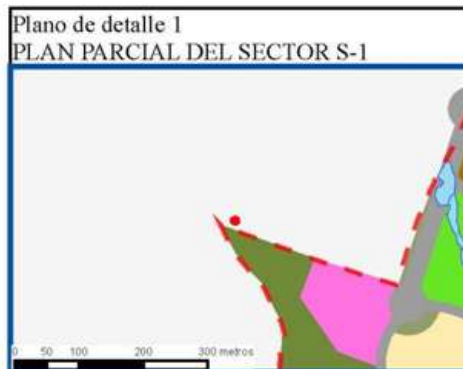 Plano de detalle 1
PLAN PARCIAL DEL SECTOR S-1
0 50 100 200 300 metros